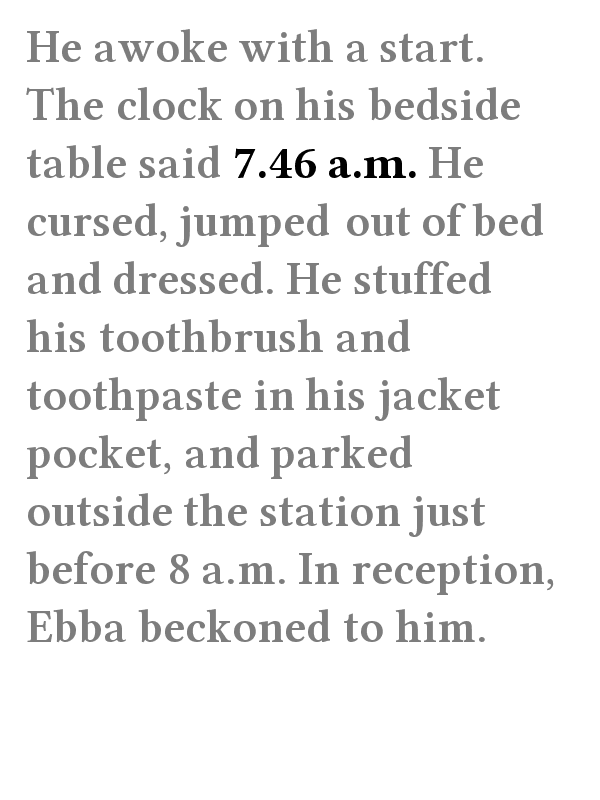 He awoke with a start.
The clock on his bedside
table said 7.46 a.m. He
cursed, jumped out of bed
and dressed. He stuffed
his toothbrush and
toothpaste in his jacket
pocket, and parked
outside the station just
before 8 a.m. In reception,
Ebba beckoned to him.